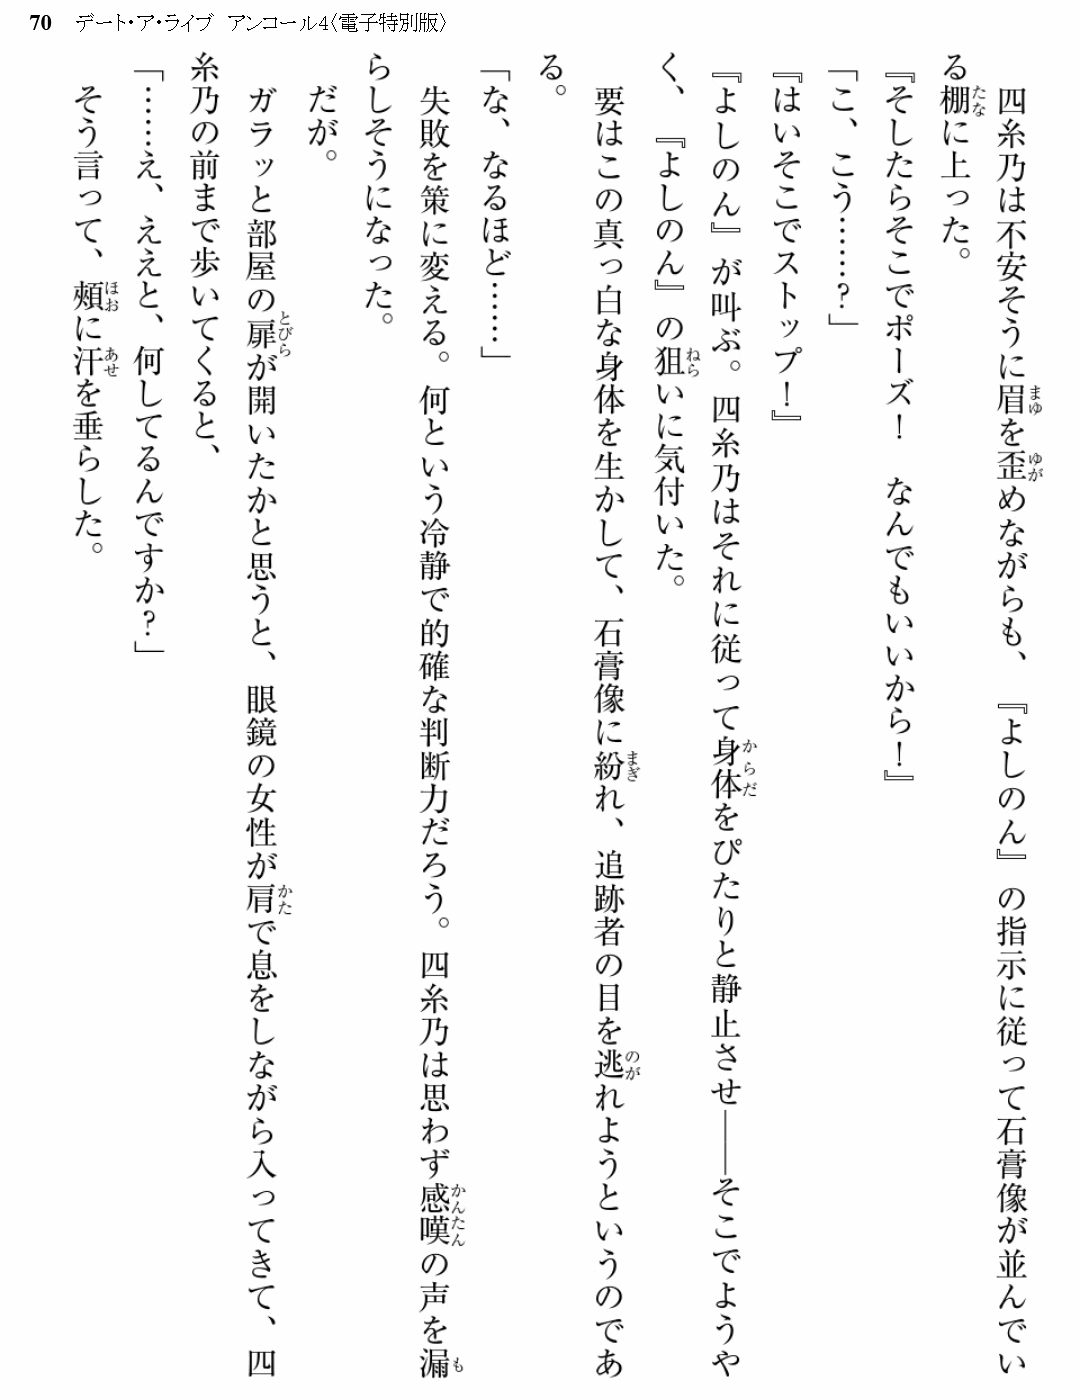 70 デート・ア・ライブ　アンコール4〈電子特別版〉
　四糸乃は不安そうに眉を歪めながらも、『よしのん』の指示に従って石膏像が並んでい
る棚に上った。
『そしたらそこでポーズ！　なんでもいいから！』
「こ、こう……？」
『はいそこでストップ！』
『よしのん』が叫ぶ。四糸乃はそれに従って身体をぴたりと静止させ――そこでようや
く、『よしのん』の狙いに気付いた。
　要はこの真っ白な身体を生かして、石膏像に紛れ、追跡者の目を逃れようというのであ
る。
「な、なるほど……」
　失敗を策に変える。何という冷静で的確な判断力だろう。四糸乃は思わず感嘆の声を漏
らしそうになった。
　だが。
　ガラッと部屋の扉が開いたかと思うと、眼鏡の女性が肩で息をしながら入ってきて、四
糸乃の前まで歩いてくると、
「……え、ええと、何してるんですか？」
　そう言って、頰に汗を垂らした。